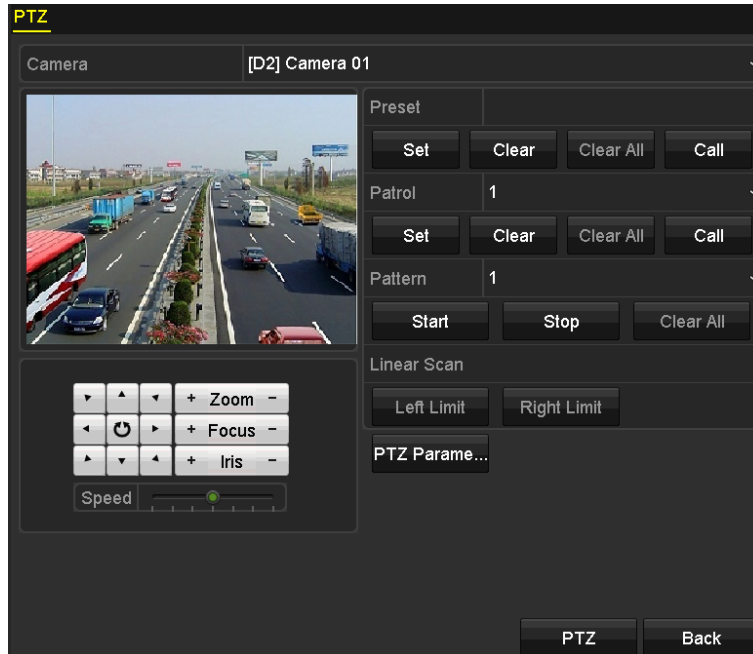 PTZ
Camera [D2] Camera 01
Preset
Set Clear Clear All Call
Patrol 1
Set Clear Clear All Call
Pattern 1
Start Stop Clear All
Linear Scan
Left Limit Right Limit
PTZ Parame...
+ Zoom -
+ Focus -
+ Iris -
Speed
PTZ Back